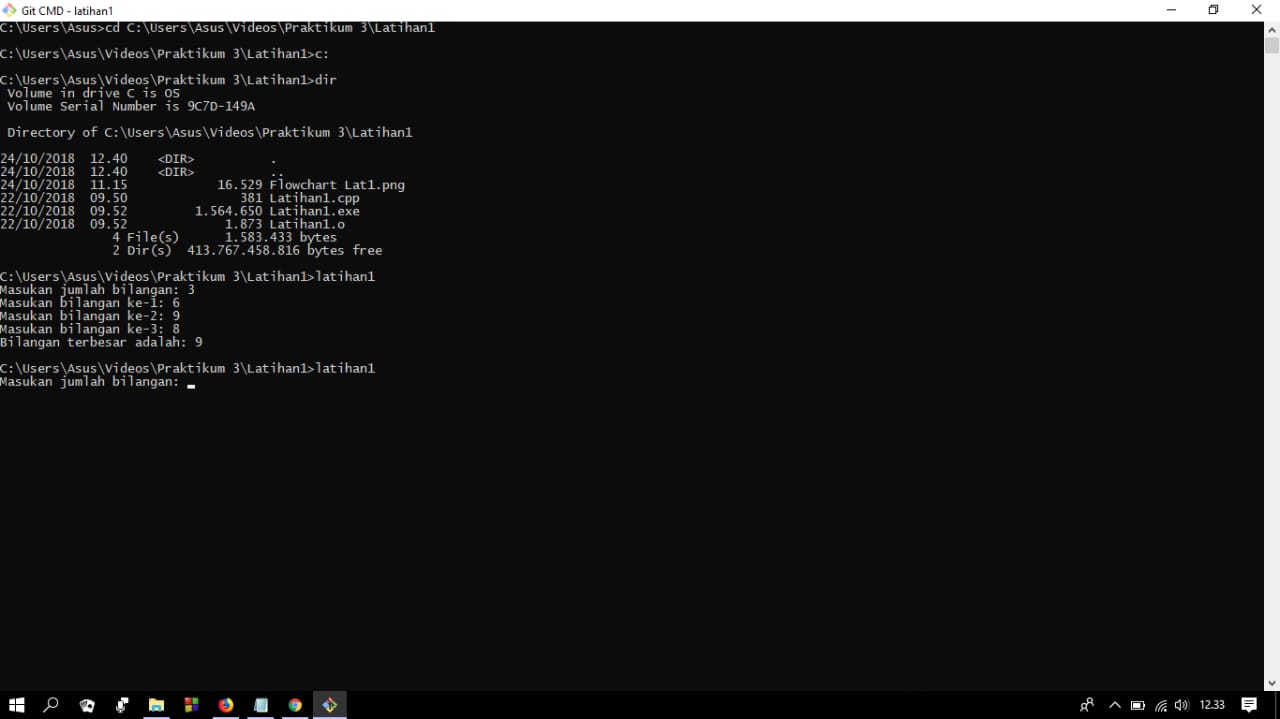 Git CMD - latihan1
C:\Users\Asus>cd C:\Users\Asus\Videos\Praktikum 3\Latihan1
C:\Users\Asus\Videos\Praktikum 3\Latihan1>c:
C:\Users\Asus\Videos\Praktikum 3\Latihan1>dir
Volume in drive C is OS
Volume Serial Number is 9C7D-149A
Directory of C:\Users\Asus\Videos\Praktikum 3\Latihan1
24/10/2018  12.40    <DIR>          .
24/10/2018  12.40    <DIR>          ..
24/10/2018  11.15            16.529 Flowchart Lat1.png
22/10/2018  09.50               381 Latihan1.cpp
22/10/2018  09.52         1.564.650 Latihan1.exe
22/10/2018  09.52             1.873 Latihan1.o
4 File(s)      1.583.433 bytes
2 Dir(s)  413.767.458.816 bytes free
C:\Users\Asus\Videos\Praktikum 3\Latihan1>latihan1
Masukan jumlah bilangan: 3
Masukan bilangan ke-1: 6
Masukan bilangan ke-2: 9
Masukan bilangan ke-3: 8
Bilangan terbesar adalah: 9
C:\Users\Asus\Videos\Praktikum 3\Latihan1>latihan1
Masukan jumlah bilangan: _
12.33